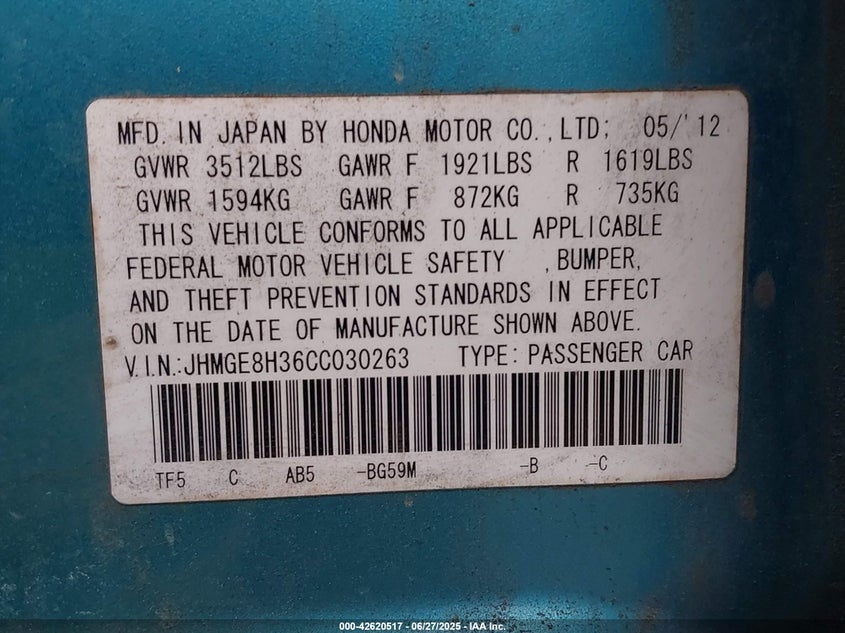 MFD. IN JAPAN BY HONDA MOTOR CO., LTD; 05/'12
GVWR 3512LBS GAWR F 1921LBS R 1619LBS
GVWR 1594KG GAWR F 872KG R 735KG
THIS VEHICLE CONFORMS TO ALL APPLICABLE
FEDERAL MOTOR VEHICLE SAFETY , BUMPER,
AND THEFT PREVENTION STANDARDS IN EFFECT
ON THE DATE OF MANUFACTURE SHOWN ABOVE.
V.I.N.:JHMGE8H36CC030263 TYPE: PASSENGER CAR
TF5 C AB5 -BG59M -B -C
000-42620517 - 06/27/2025 - IAA Inc.